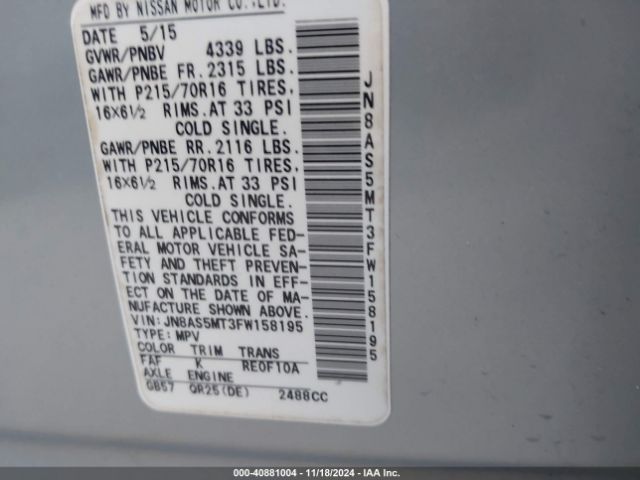 MFD BY NISSAN MOTOR CO.,LTD.
DATE 5/15
GVWR/PNBV 4339 LBS.
GAWR/PNBE FR. 2315 LBS.
WITH P215/70R16 TIRES,
16X6½ RIMS.AT 33 PSI
COLD SINGLE.
GAWR/PNBE RR. 2116 LBS.
WITH P215/70R16 TIRES,
16X6½ RIMS.AT 33 PSI
COLD SINGLE.
THIS VEHICLE CONFORMS
TO ALL APPLICABLE FED-
ERAL MOTOR VEHICLE SA-
FETY AND THEFT PREVEN-
TION STANDARDS IN EFF-
ECT ON THE DATE OF MA-
NUFACTURE SHOWN ABOVE.
VIN: JN8AS5MT3FW158195
TYPE: MPV
COLOR TRIM TRANS
FAF K RE0F10A
AXLE ENGINE
GB57 QR25(DE) 2488CC
JN8AS5MT3FW158195
000-40881004 - 11/18/2024 - IAA Inc.